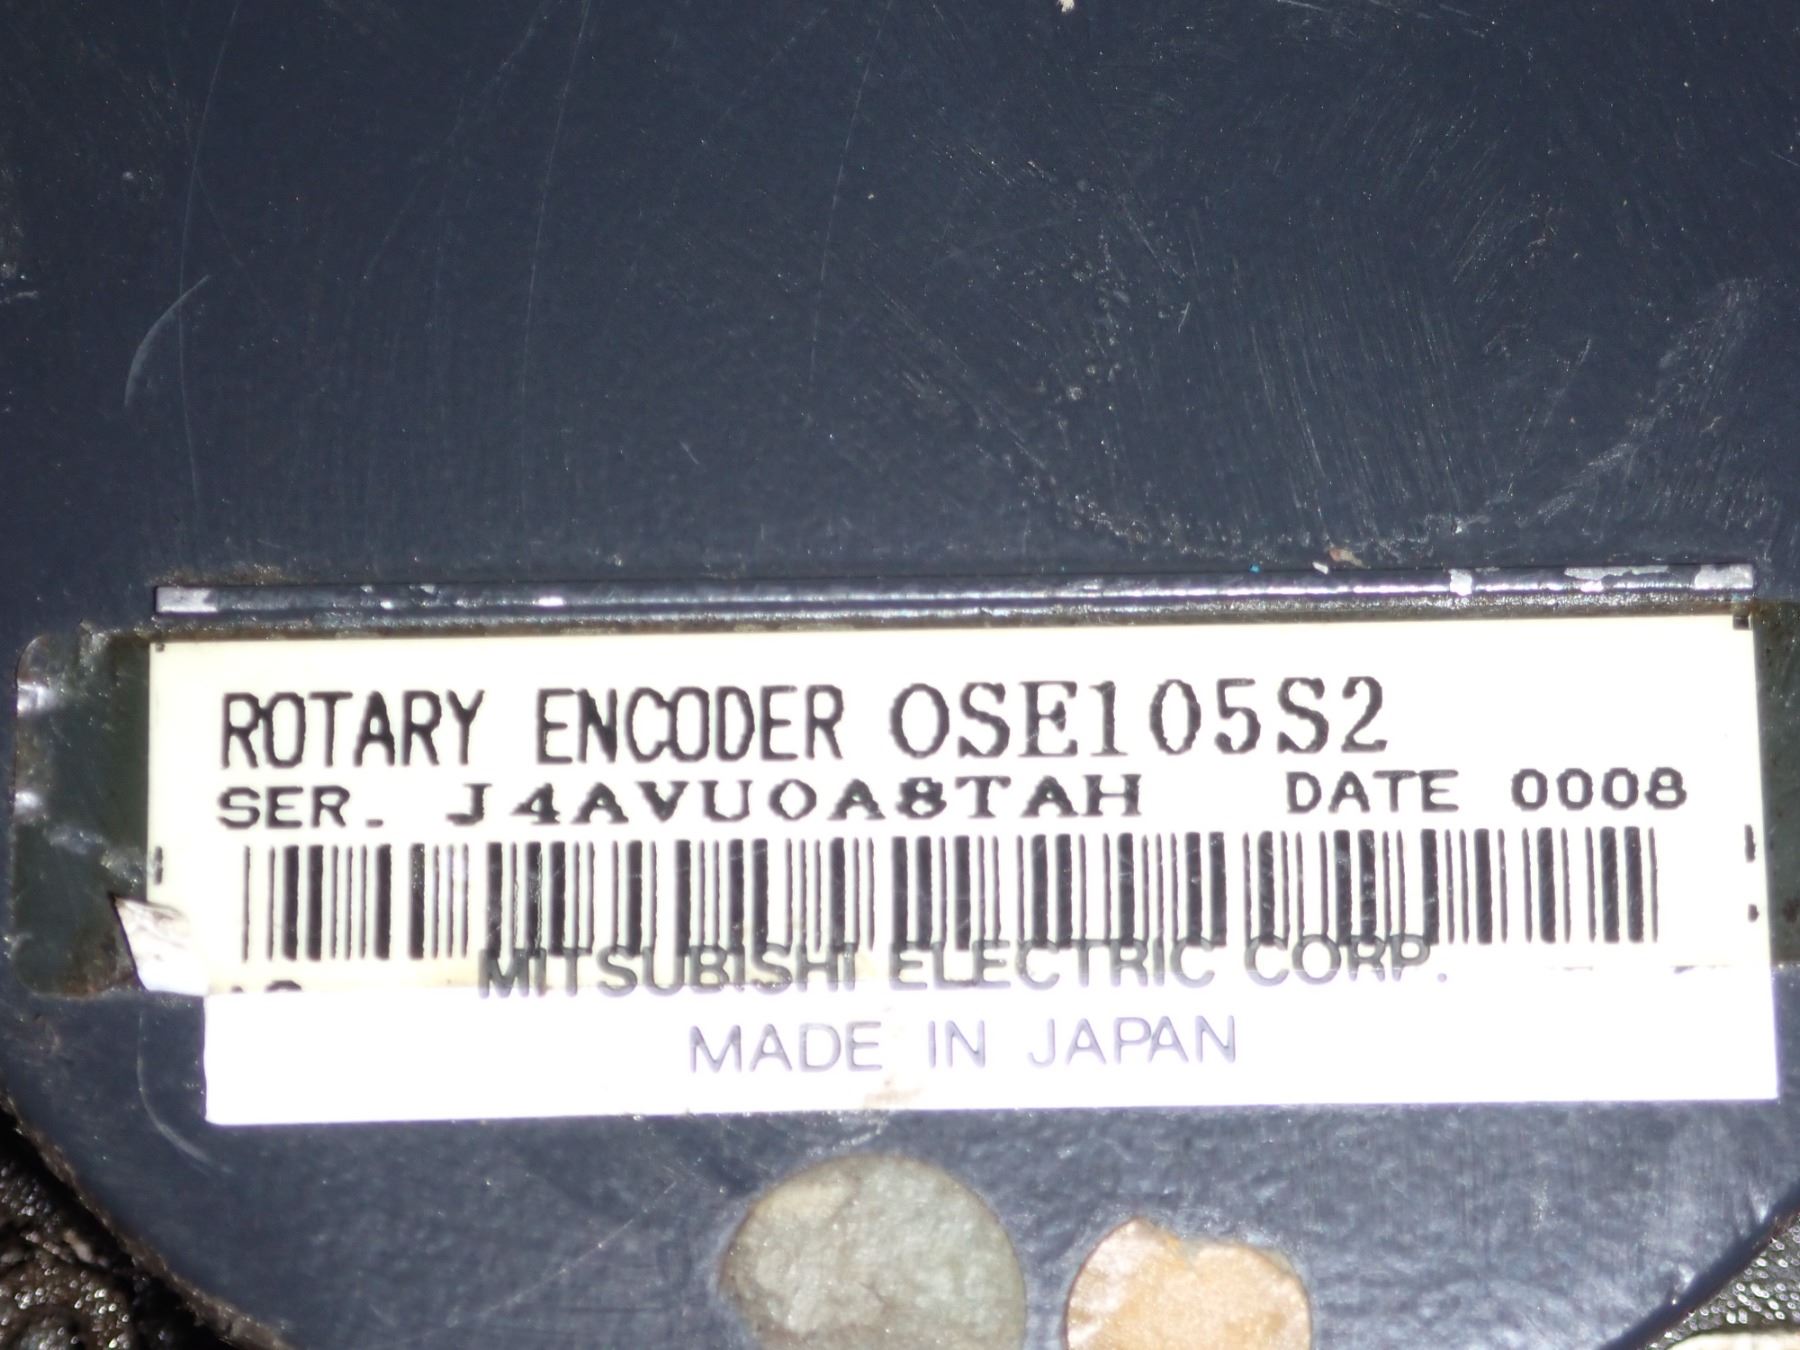 ROTARY ENCODER OSE105S2
SER. J4AVU0A8TAH DATE 0008
MITSUBISHI ELECTRIC CORP.
MADE IN JAPAN